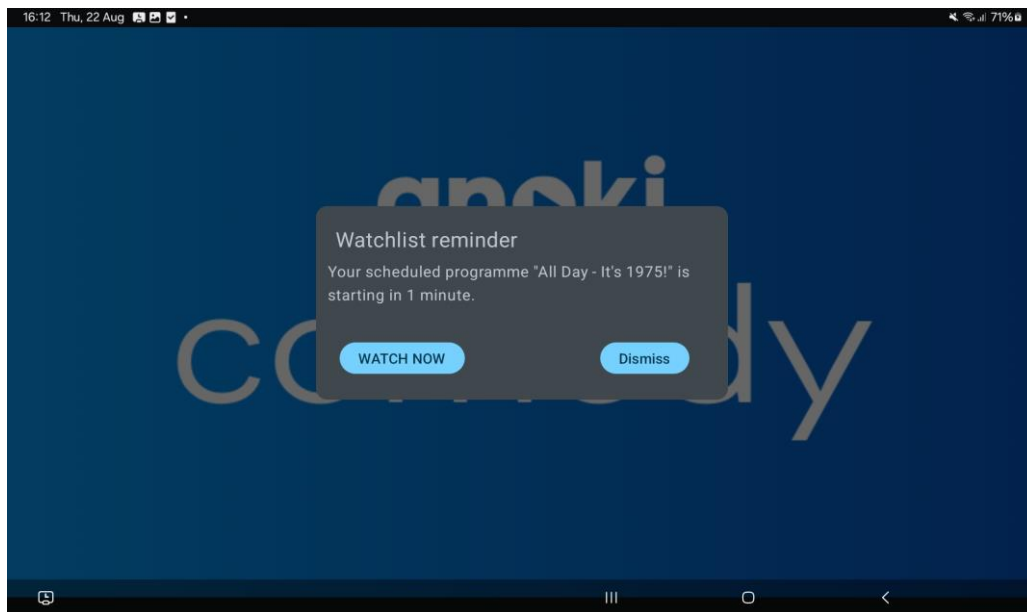 16:12 Thu, 22 Aug
71%
anoki
Watchlist reminder
Your scheduled programme "All Day - It's 1975!" is
starting in 1 minute.
WATCH NOW
Dismiss